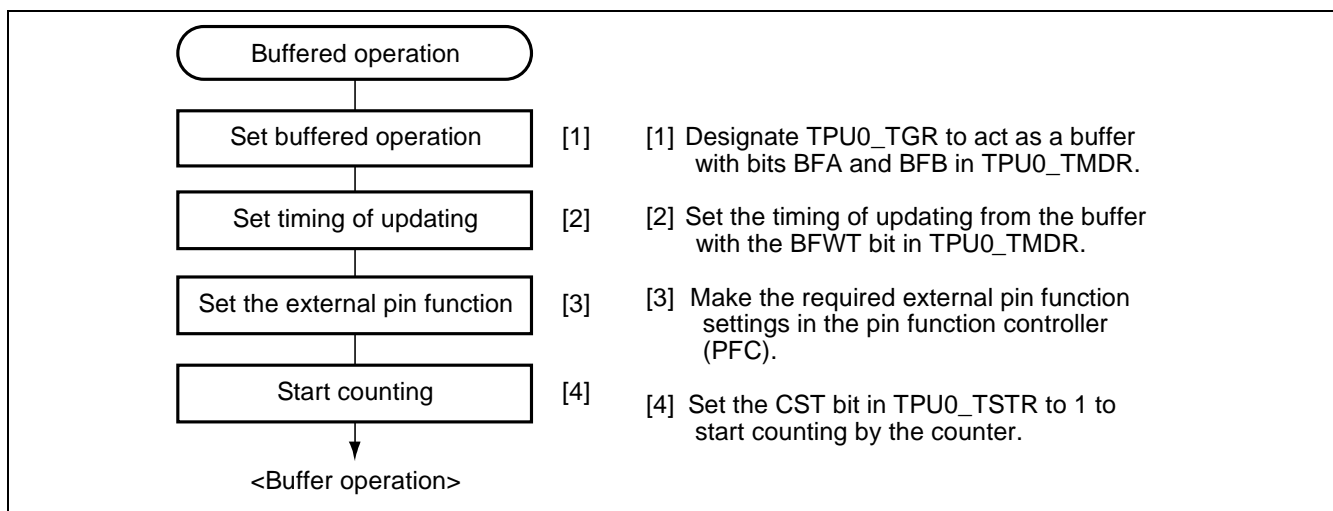 Buffered operation
Set buffered operation [1]
[1] Designate TPU0_TGR to act as a buffer
with bits BFA and BFB in TPU0_TMDR.
Set timing of updating [2]
[2] Set the timing of updating from the buffer
with the BFWT bit in TPU0_TMDR.
Set the external pin function [3]
[3] Make the required external pin function
settings in the pin function controller
(PFC).
Start counting [4]
[4] Set the CST bit in TPU0_TSTR to 1 to
start counting by the counter.
<Buffer operation>